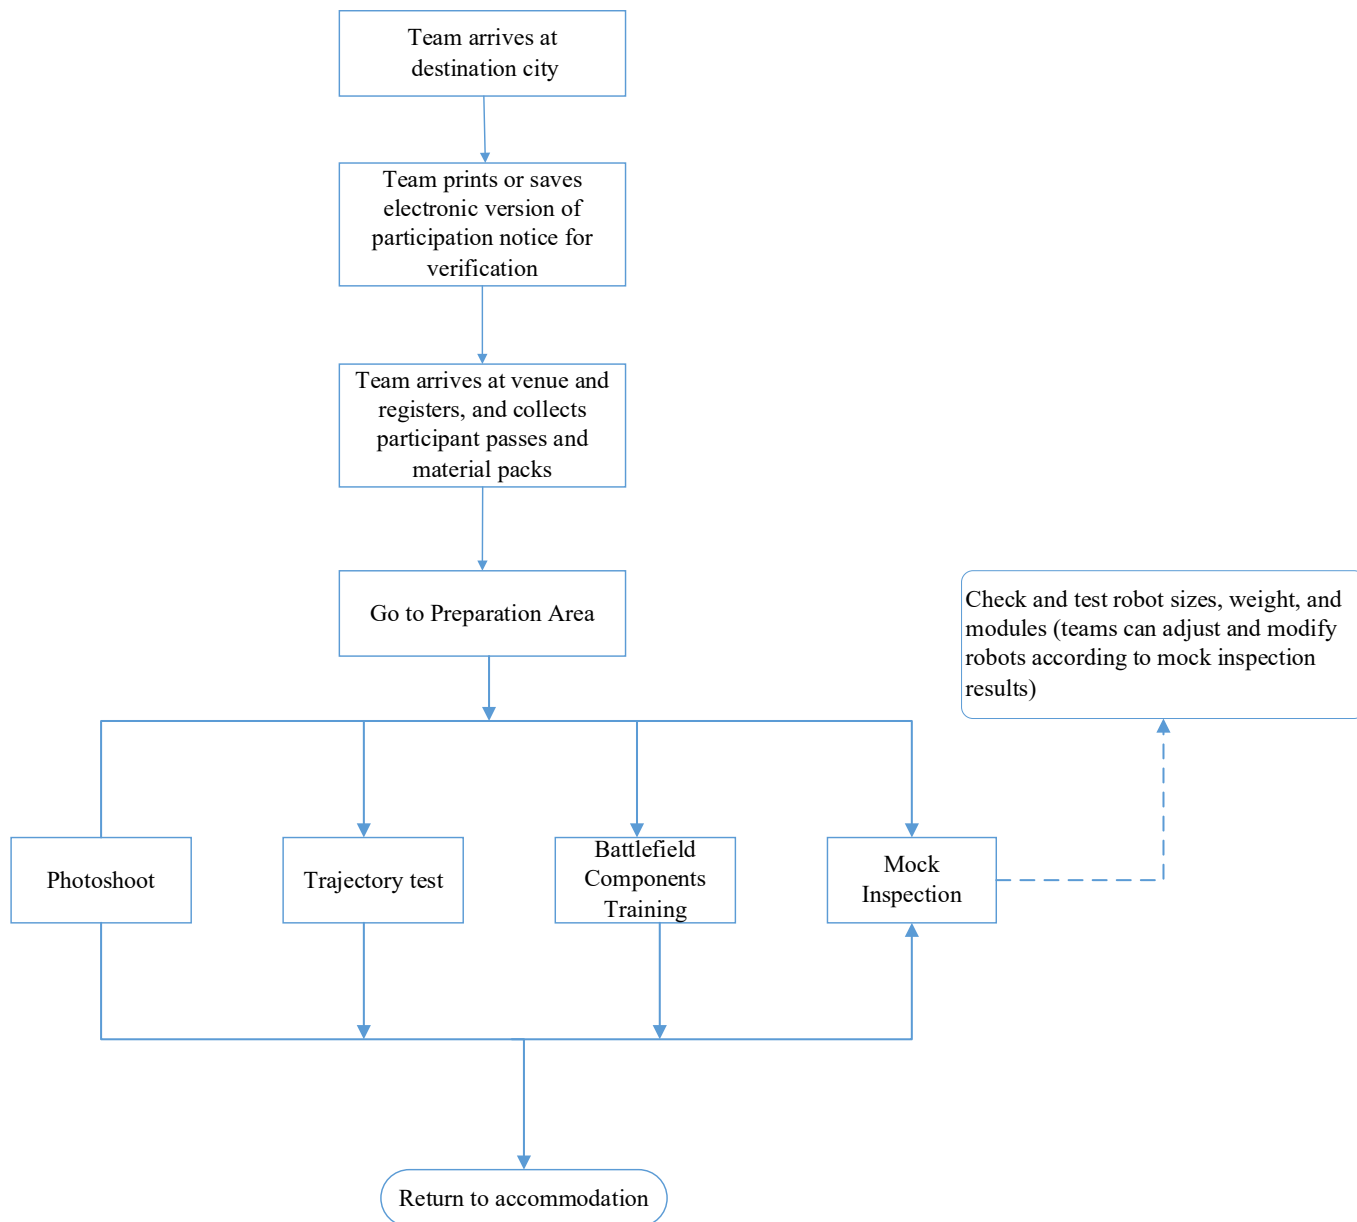 Team arrives at
destination city
Team prints or saves
electronic version of
participation notice for
verification
Team arrives at venue and
registers, and collects
participant passes and
material packs
Go to Preparation Area
Check and test robot sizes, weight, and
modules (teams can adjust and modify
robots according to mock inspection
results)
Photoshoot
Trajectory test
Battlefield
Components
Training
Mock
Inspection
Return to accommodation